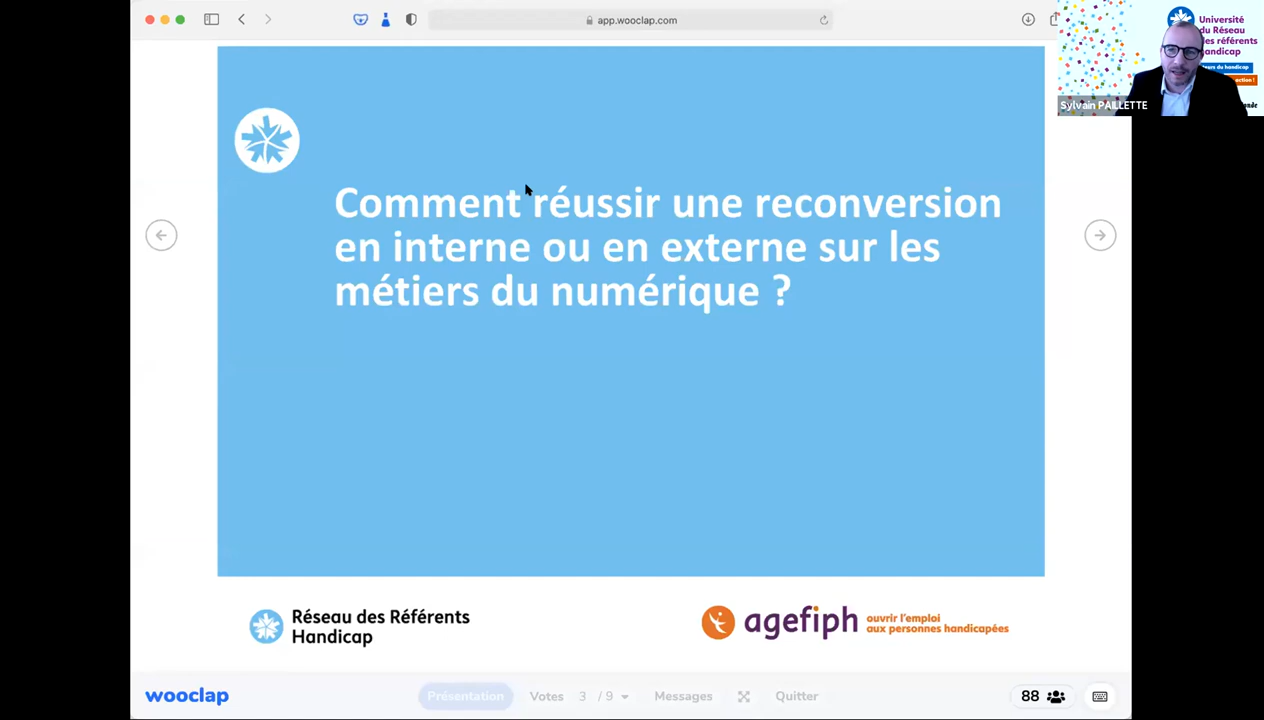 app.wooclap.com
Université
du Réseau
des référents
handicap
Sylvain PAILLETTE
Comment réussir une reconversion
en interne ou en externe sur les
métiers du numérique ?
Réseau des Référents
Handicap
agefiph
ouvrir l'emploi
aux personnes handicapées
wooclap
Présentation
Votes
3 / 9
Messages
Quitter
88